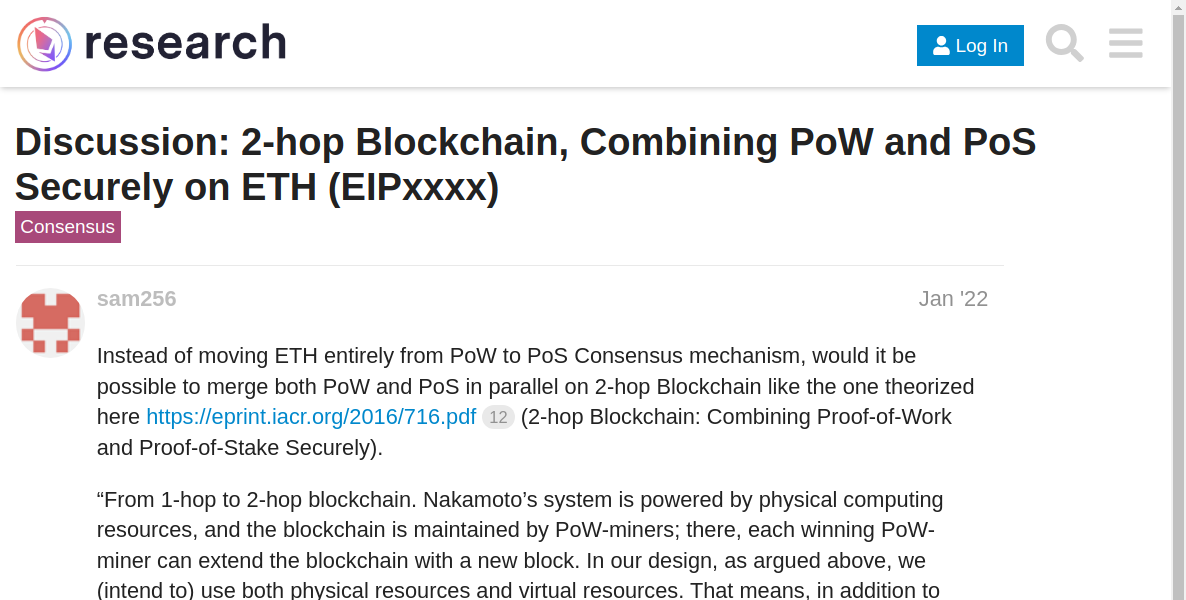 research
Log In
Discussion: 2-hop Blockchain, Combining PoW and PoS
Securely on ETH (EIPxxxx)
Consensus
sam256
Jan '22
Instead of moving ETH entirely from PoW to PoS Consensus mechanism, would it be
possible to merge both PoW and PoS in parallel on 2-hop Blockchain like the one theorized
here https://eprint.iacr.org/2016/716.pdf 12 (2-hop Blockchain: Combining Proof-of-Work
and Proof-of-Stake Securely).
“From 1-hop to 2-hop blockchain. Nakamoto’s system is powered by physical computing
resources, and the blockchain is maintained by PoW-miners; there, each winning PoW-
miner can extend the blockchain with a new block. In our design, as argued above, we
(intend to) use both physical resources and virtual resources. That means, in addition to